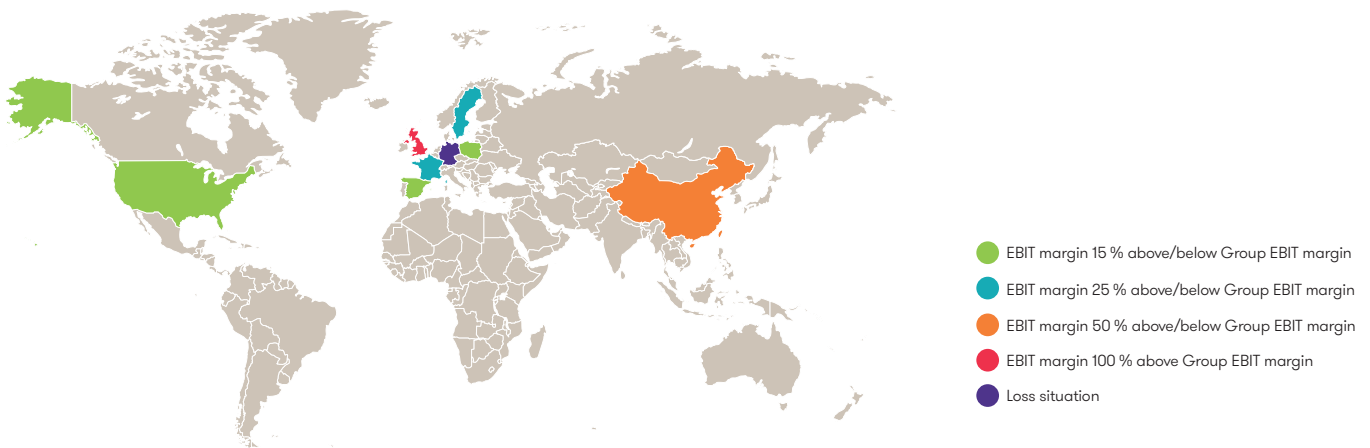 EBIT margin 15 % above/below Group EBIT margin
EBIT margin 25 % above/below Group EBIT margin
EBIT margin 50 % above/below Group EBIT margin
EBIT margin 100 % above Group EBIT margin
Loss situation